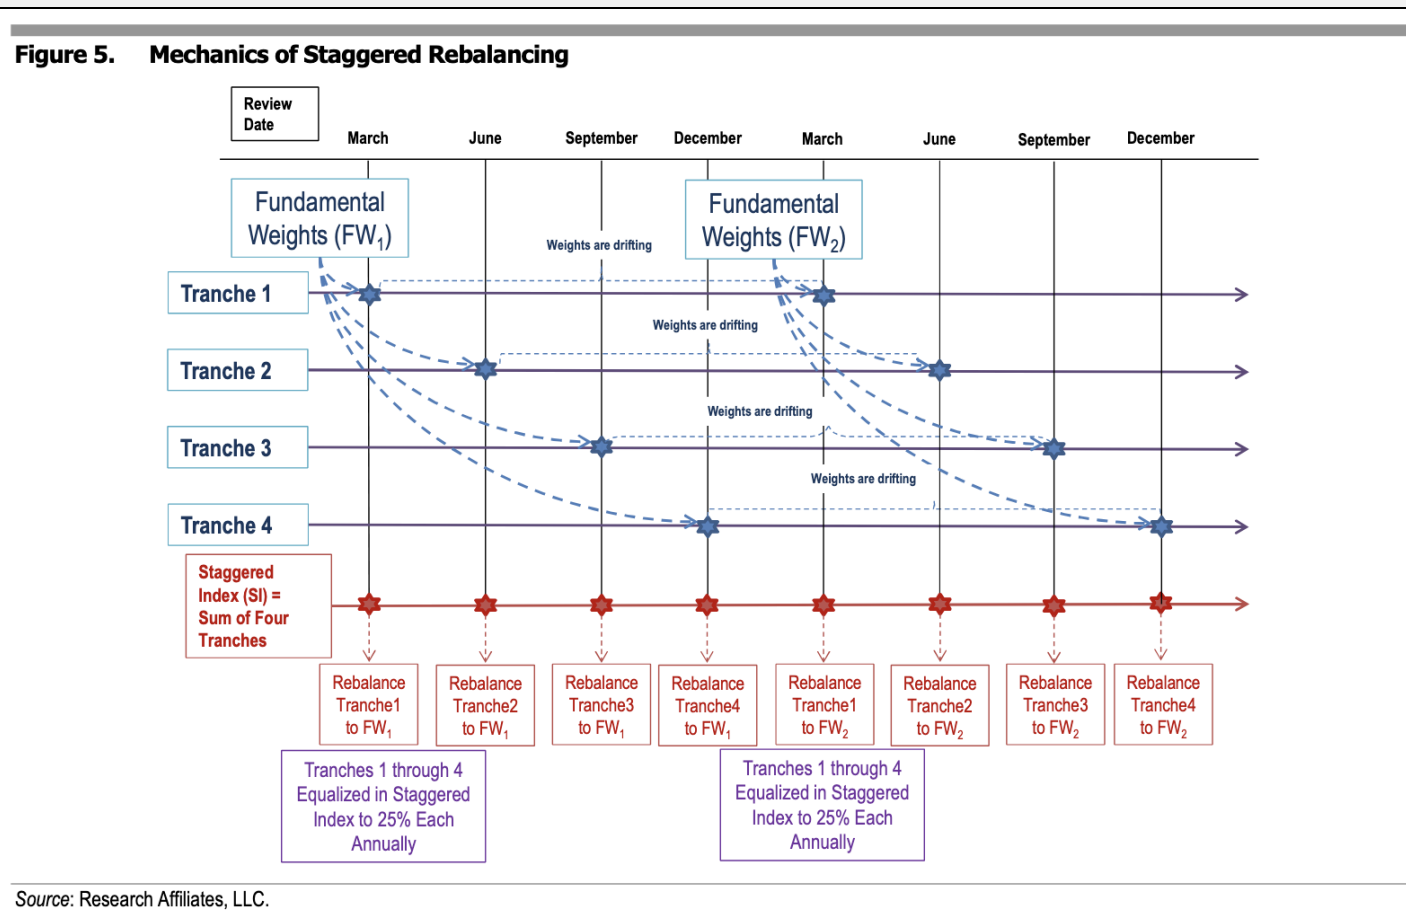 Figure 5. Mechanics of Staggered Rebalancing
Review
Date
March June September December March June September December
Fundamental
Weights (FW₁)
Fundamental
Weights (FW₂)
Weights are drifting
Tranche 1
Weights are drifting
Tranche 2
Weights are drifting
Tranche 3
Weights are drifting
Tranche 4
Staggered
Index (SI) =
Sum of Four
Tranches
Rebalance
Tranche1
to FW₁
Rebalance
Tranche2
to FW₁
Rebalance
Tranche3
to FW₁
Rebalance
Tranche4
to FW₁
Rebalance
Tranche1
to FW₂
Rebalance
Tranche2
to FW₂
Rebalance
Tranche3
to FW₂
Rebalance
Tranche4
to FW₂
Tranches 1 through 4
Equalized in Staggered
Index to 25% Each
Annually
Tranches 1 through 4
Equalized in Staggered
Index to 25% Each
Annually
Source: Research Affiliates, LLC.